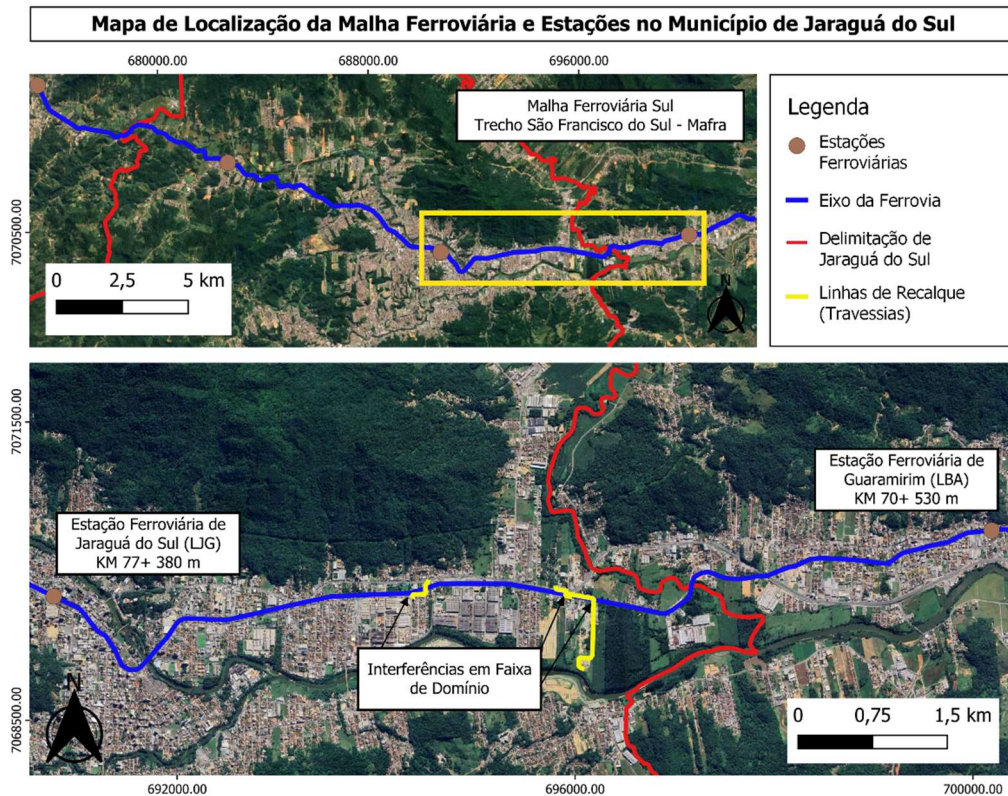 Mapa de Localização da Malha Ferroviária e Estações no Município de Jaraguá do Sul
680000.00
688000.00
696000.00
7070500.00
Malha Ferroviária Sul
Trecho São Francisco do Sul - Mafra
0 2,5 5 km
N
Legenda
Estações
Ferroviárias
Eixo da Ferrovia
Delimitação de
Jaraguá do Sul
Linhas de Recalque
(Travessias)
7071500.00
7068500.00
Estação Ferroviária de
Jaraguá do Sul (LJG)
KM 77+ 380 m
Estação Ferroviária de
Guaramirim (LBA)
KM 70+ 530 m
Interferências em Faixa
de Domínio
N
0 0,75 1,5 km
692000.00
696000.00
700000.00